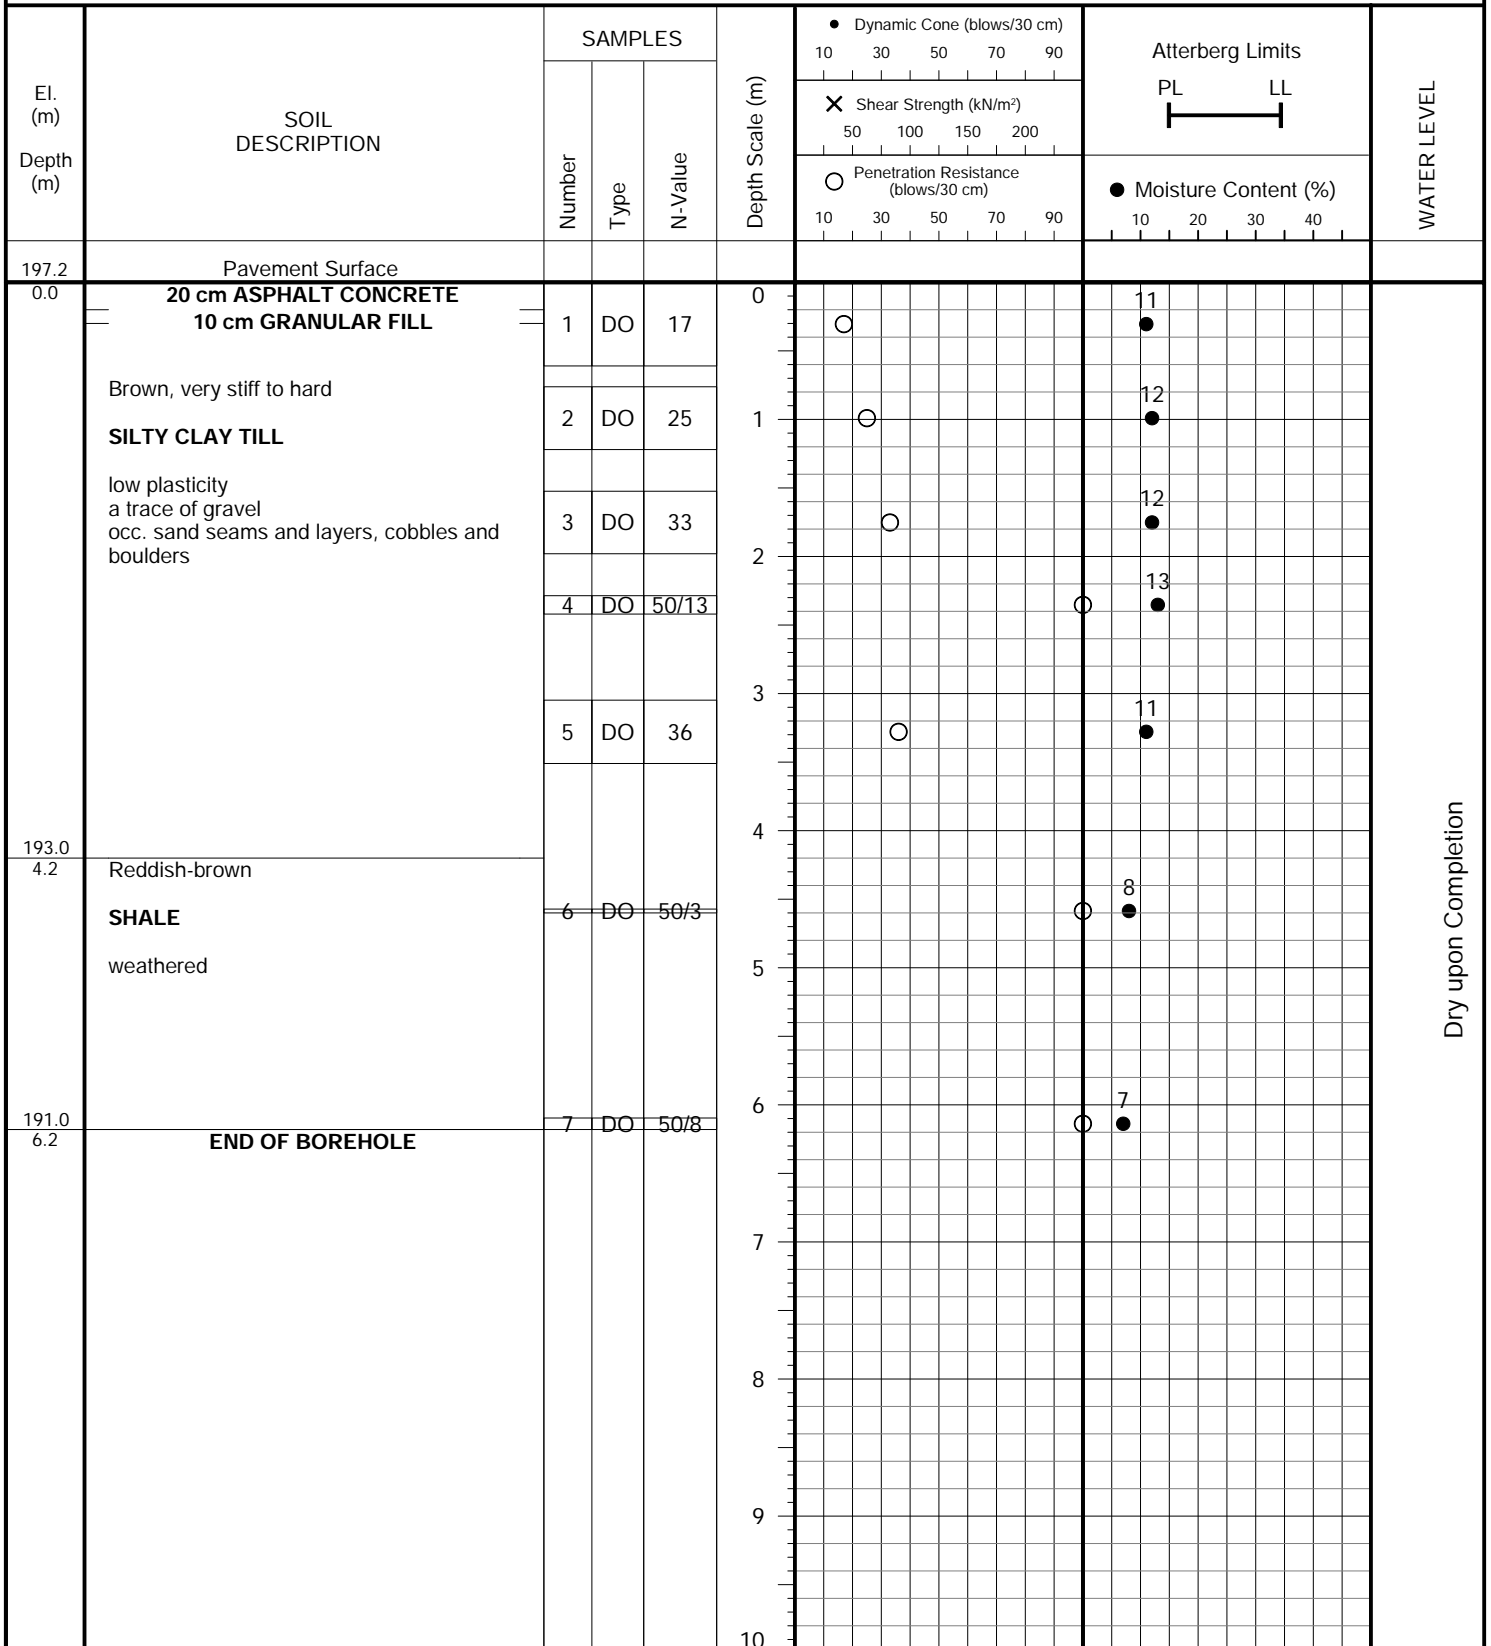 El.
(m)
Depth
(m)
SOIL
DESCRIPTION
SAMPLES
Number
Type
N-Value
Depth Scale (m)
● Dynamic Cone (blows/30 cm)
10 30 50 70 90
✕ Shear Strength (kN/m²)
50 100 150 200
○ Penetration Resistance
(blows/30 cm)
10 30 50 70 90
Atterberg Limits
PL LL
● Moisture Content (%)
10 20 30 40
WATER LEVEL
197.2 Pavement Surface
0.0 20 cm ASPHALT CONCRETE 0
10 cm GRANULAR FILL
1 DO 17 11
Brown, very stiff to hard
12
2 DO 25 1
SILTY CLAY TILL
low plasticity
a trace of gravel
12
occ. sand seams and layers, cobbles and
3 DO 33
boulders
2
13
4 DO 50/13
3
11
5 DO 36
4
193.0
4.2 Reddish-brown
8
SHALE
6 DO 50/3
weathered
5
Dry upon Completion
6
7
191.0
7 DO 50/8
6.2 END OF BOREHOLE
7
8
9
10